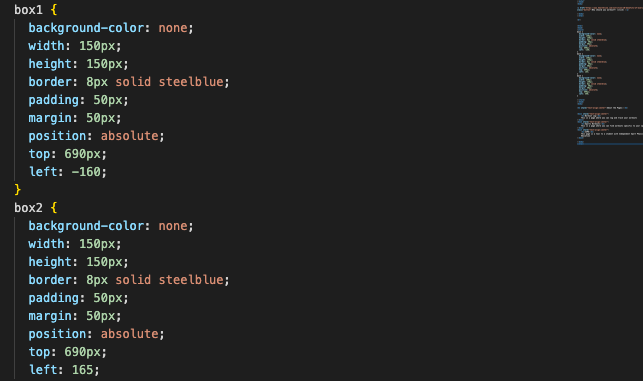 box1 {
background-color: none;
width: 150px;
height: 150px;
border: 8px solid steelblue;
padding: 50px;
margin: 50px;
position: absolute;
top: 690px;
left: -160;
}
box2 {
background-color: none;
width: 150px;
height: 150px;
border: 8px solid steelblue;
padding: 50px;
margin: 50px;
position: absolute;
top: 690px;
left: 165;